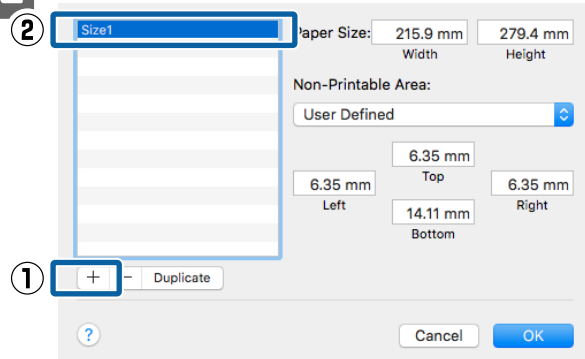 ② Size1 Paper Size: 215.9 mm 279.4 mm
Width Height
Non-Printable Area:
User Defined
6.35 mm
Top
6.35 mm 6.35 mm
Left Right
14.11 mm
Bottom
① + − Duplicate
? Cancel OK